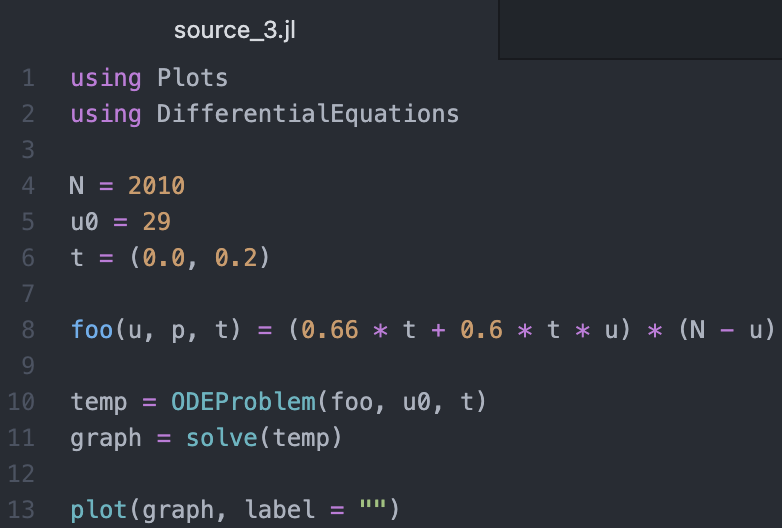 source_3.jl
1 using Plots
2 using DifferentialEquations
3
4 N = 2010
5 u0 = 29
6 t = (0.0, 0.2)
7
8 foo(u, p, t) = (0.66 * t + 0.6 * t * u) * (N - u)
9
10 temp = ODEProblem(foo, u0, t)
11 graph = solve(temp)
12
13 plot(graph, label = "")